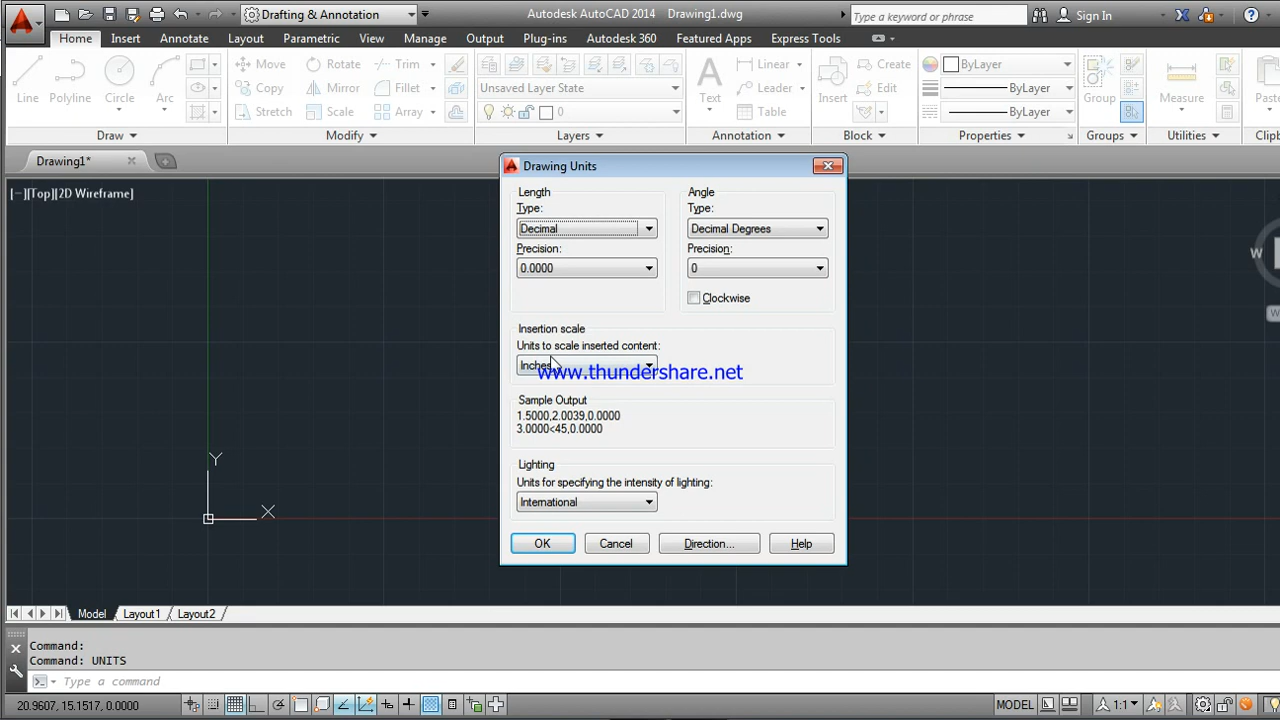 Drafting & Annotation
Autodesk AutoCAD 2014 Drawing1.dwg
Type a keyword or phrase
Sign In
Home Insert Annotate Layout Parametric View Manage Output Plug-ins Autodesk 360 Featured Apps Express Tools
Line
Polyline
Circle
Arc
Move
Copy
Stretch
Rotate
Mirror
Scale
Trim
Fillet
Array
Unsaved Layer State
0
Text
Linear
Leader
Table
Insert
Create
Edit
ByLayer
ByLayer
ByLayer
Group
Measure
Paste
Draw
Modify
Layers
Annotation
Block
Properties
Groups
Utilities
Drawing1*
[−][Top][2D Wireframe]
W
Drawing Units
Length
Type:
Decimal
Precision:
0.0000
Angle
Type:
Decimal Degrees
Precision:
0
Clockwise
Insertion scale
Units to scale inserted content:
Inches
www.thundershare.net
Sample Output
1.5000,2.0039,0.0000
3.0000<45,0.0000
Lighting
Units for specifying the intensity of lighting:
International
OK Cancel Direction... Help
Y
X
Model Layout1 Layout2
Command:
Command: UNITS
Type a command
20.9607, 15.1517, 0.0000
MODEL
1:1